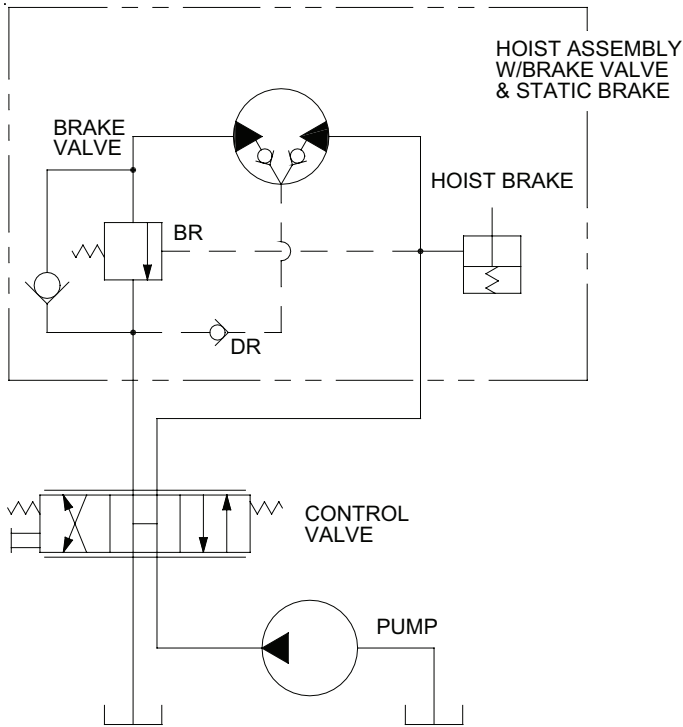 HOIST ASSEMBLY
W/BRAKE VALVE
& STATIC BRAKE
BRAKE
VALVE
HOIST BRAKE
BR
DR
CONTROL
VALVE
PUMP